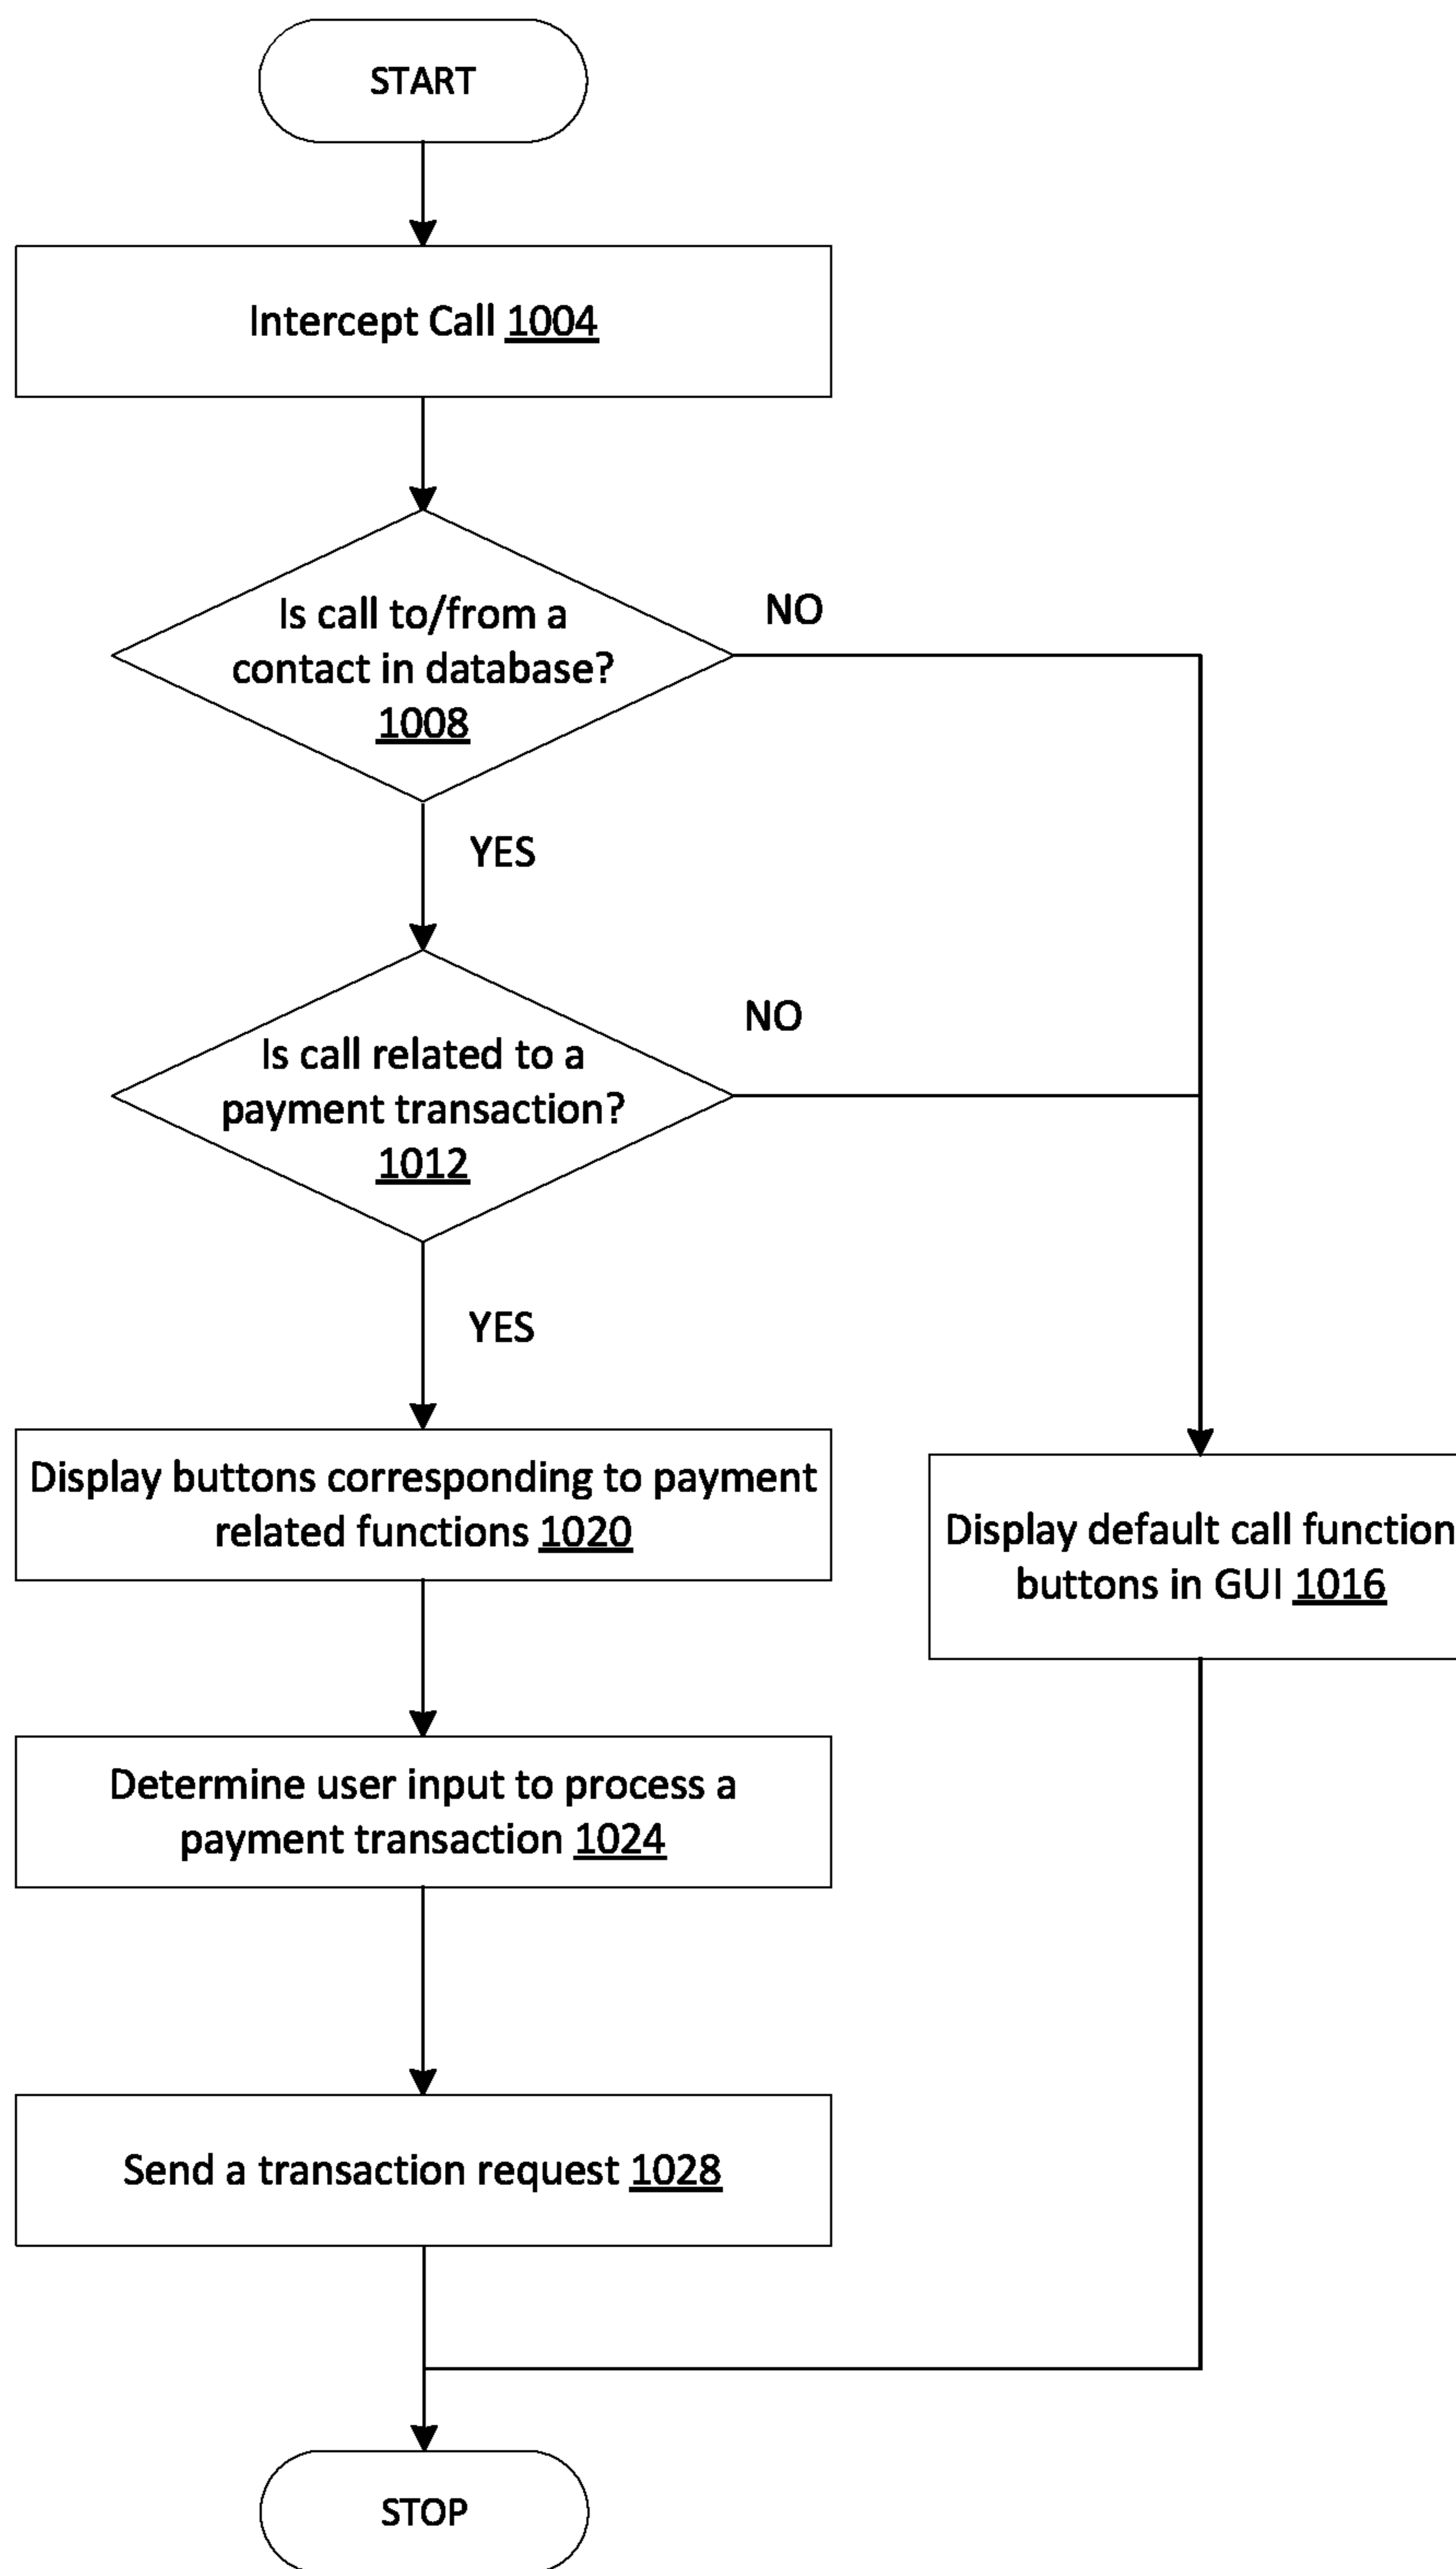 START
Intercept Call 1004
Is call to/from a
contact in database?
1008
NO
YES
Is call related to a
payment transaction?
1012
NO
YES
Display buttons corresponding to payment
related functions 1020
Display default call function
buttons in GUI 1016
Determine user input to process a
payment transaction 1024
Send a transaction request 1028
STOP